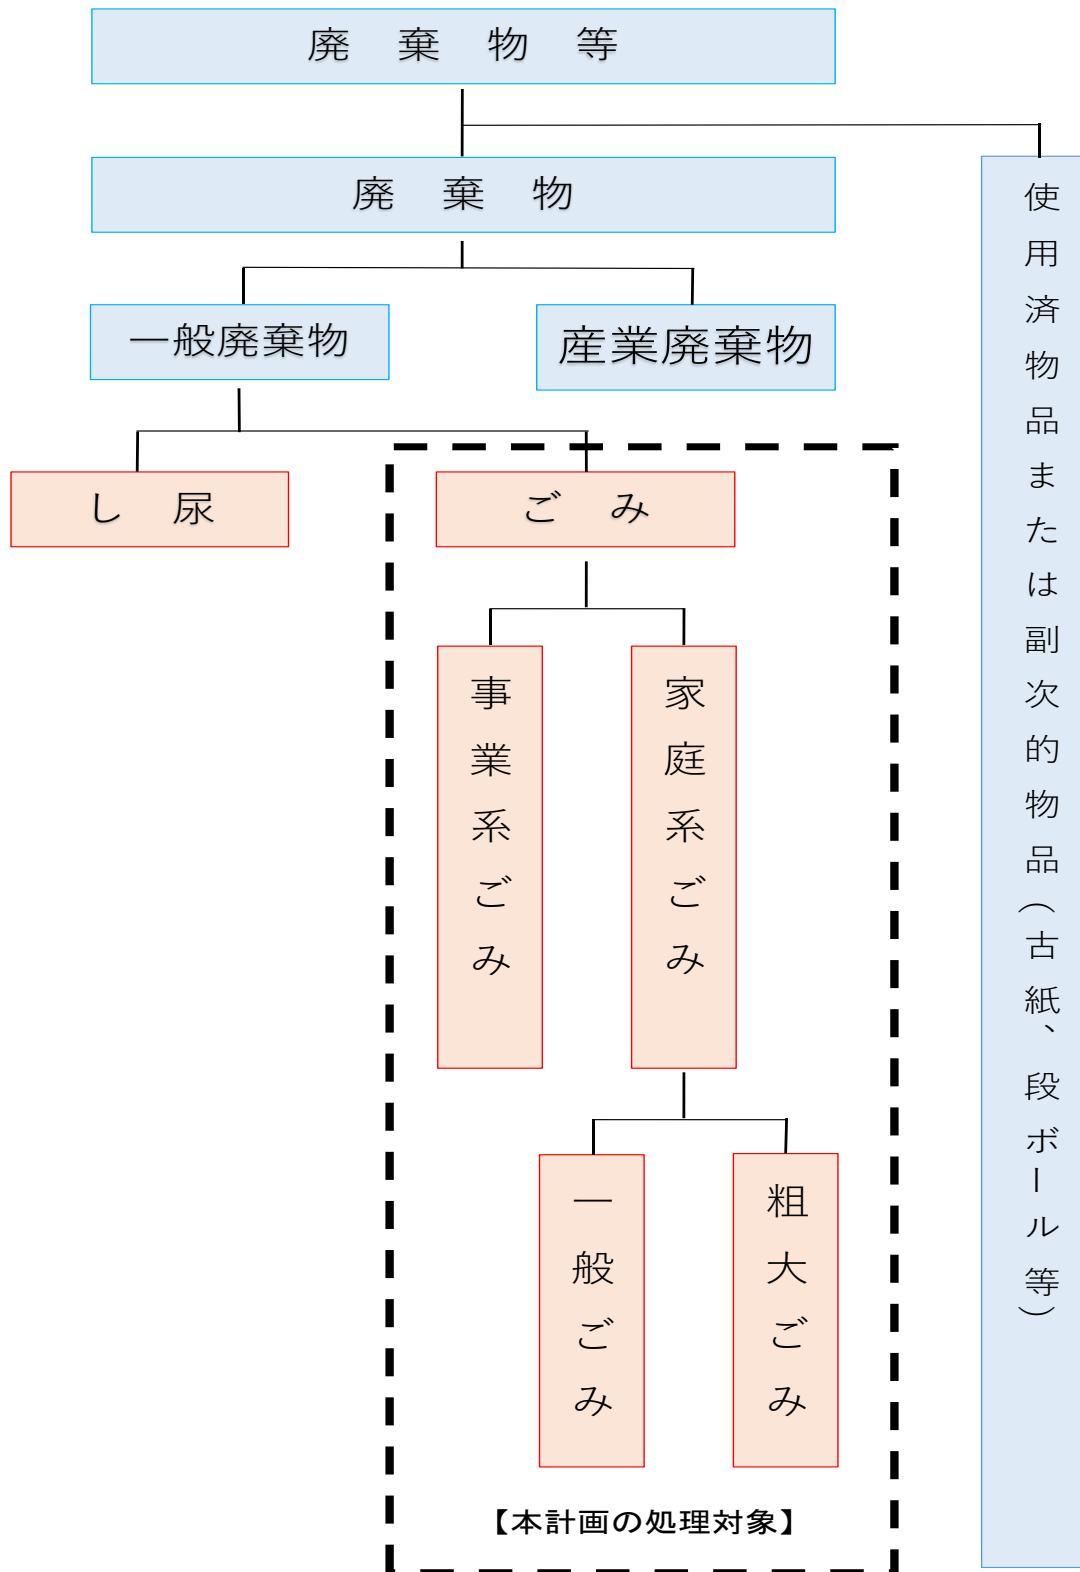 廃棄物等
廃棄物
一般廃棄物
産業廃棄物
し尿
ごみ
事業系ごみ
家庭系ごみ
一般ごみ
粗大ごみ
【本計画の処理対象】
使用済物品または副次的物品（古紙、段ボール等）